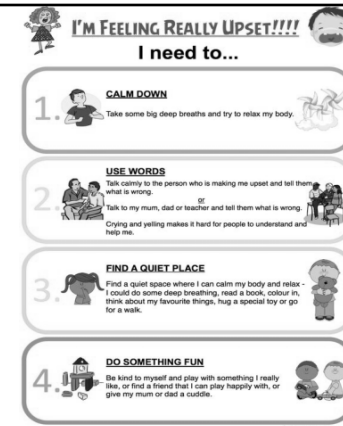 I'M FEELING REALLY UPSET!!!!
I need to...
1.
CALM DOWN
Take some big deep breaths and try to relax my body.
2.
USE WORDS
Talk calmly to the person who is making me upset and tell them
what is wrong.
or
Talk to my mum, dad or teacher and tell them what is wrong.
Crying and yelling makes it hard for people to understand and
help me.
3.
FIND A QUIET PLACE
Find a quiet space where I can calm my body and relax -
I could do some deep breathing, read a book, colour in,
think about my favourite things, hug a special toy or go
for a walk.
4.
DO SOMETHING FUN
Be kind to myself and play with something I really
like, or find a friend that I can play happily with, or
give my mum or dad a cuddle.